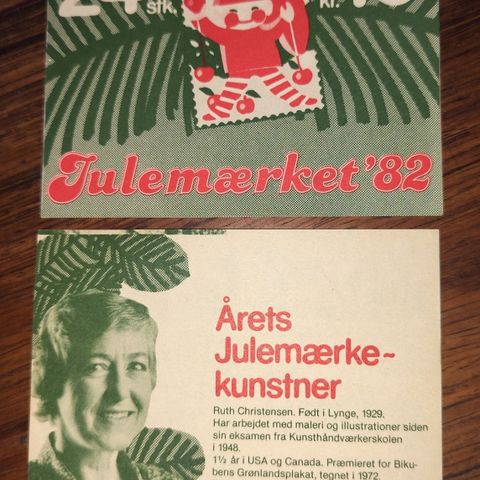 24 stk. kr.
Julemærket '82
Årets
Julemærke-
kunstner
Ruth Christensen. Født i Lynge, 1929.
Har arbejdet med maleri og illustrationer siden
sin eksamen fra Kunsthåndværkerskolen
i 1948.
1½ år i USA og Canada. Præmieret for Biku-
bens Grønlandsplakat, tegnet i 1972.